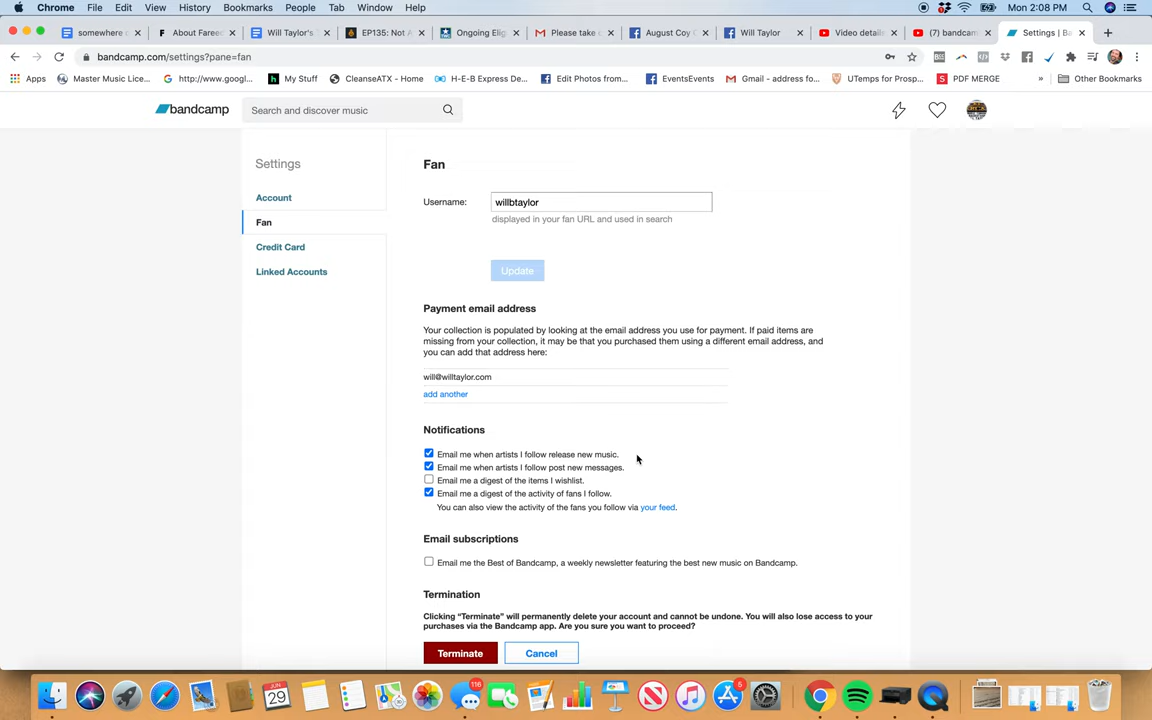 Chrome File Edit View History Bookmarks People Tab Window Help Mon 2:08 PM
somewhere c About Fareed Will Taylor's EP135: Not A Ongoing Elig Please take c August Coy C Will Taylor Video details (7) bandcam Settings | Ba
bandcamp.com/settings?pane=fan
Apps Master Music Lice... http://www.googl... My Stuff CleanseATX - Home H-E-B Express De... Edit Photos from... EventsEvents Gmail - address fo... UTemps for Prosp... PDF MERGE » Other Bookmarks
bandcamp Search and discover music
Settings
Account
Fan
Credit Card
Linked Accounts
Fan
Username: willbtaylor
displayed in your fan URL and used in search
Update
Payment email address
Your collection is populated by looking at the email address you use for payment. If paid items are
missing from your collection, it may be that you purchased them using a different email address, and
you can add that address here:
will@willtaylor.com
add another
Notifications
Email me when artists I follow release new music.
Email me when artists I follow post new messages.
Email me a digest of the items I wishlist.
Email me a digest of the activity of fans I follow.
You can also view the activity of the fans you follow via your feed.
Email subscriptions
Email me the Best of Bandcamp, a weekly newsletter featuring the best new music on Bandcamp.
Termination
Clicking “Terminate” will permanently delete your account and cannot be undone. You will also lose access to your
purchases via the Bandcamp app. Are you sure you want to proceed?
Terminate Cancel
JUN
29
116
5